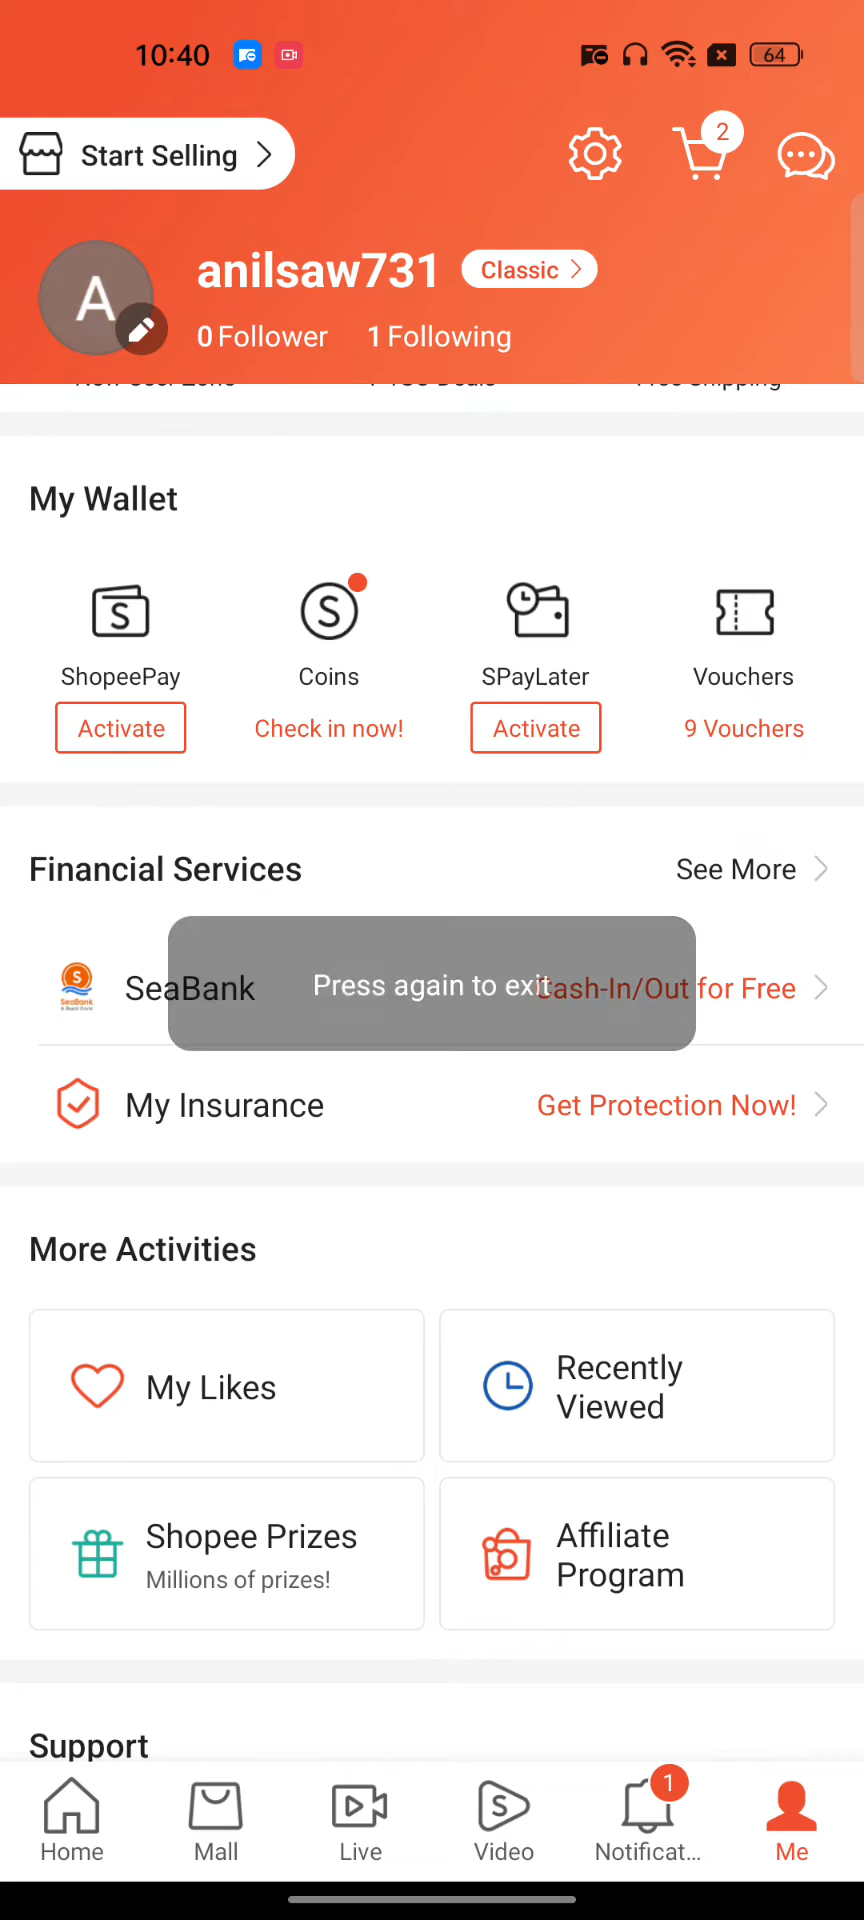 10:40
64
Start Selling
2
A
anilsaw731
Classic
0 Follower
1 Following
My Wallet
ShopeePay
Coins
SPayLater
Vouchers
Activate
Check in now!
Activate
9 Vouchers
Financial Services
See More
SeaBank
SeaBank
Press again to exit
Cash-In/Out for Free
My Insurance
Get Protection Now!
More Activities
My Likes
Recently
Viewed
Shopee Prizes
Millions of prizes!
Affiliate
Program
Support
1
Home
Mall
Live
Video
Notificat...
Me